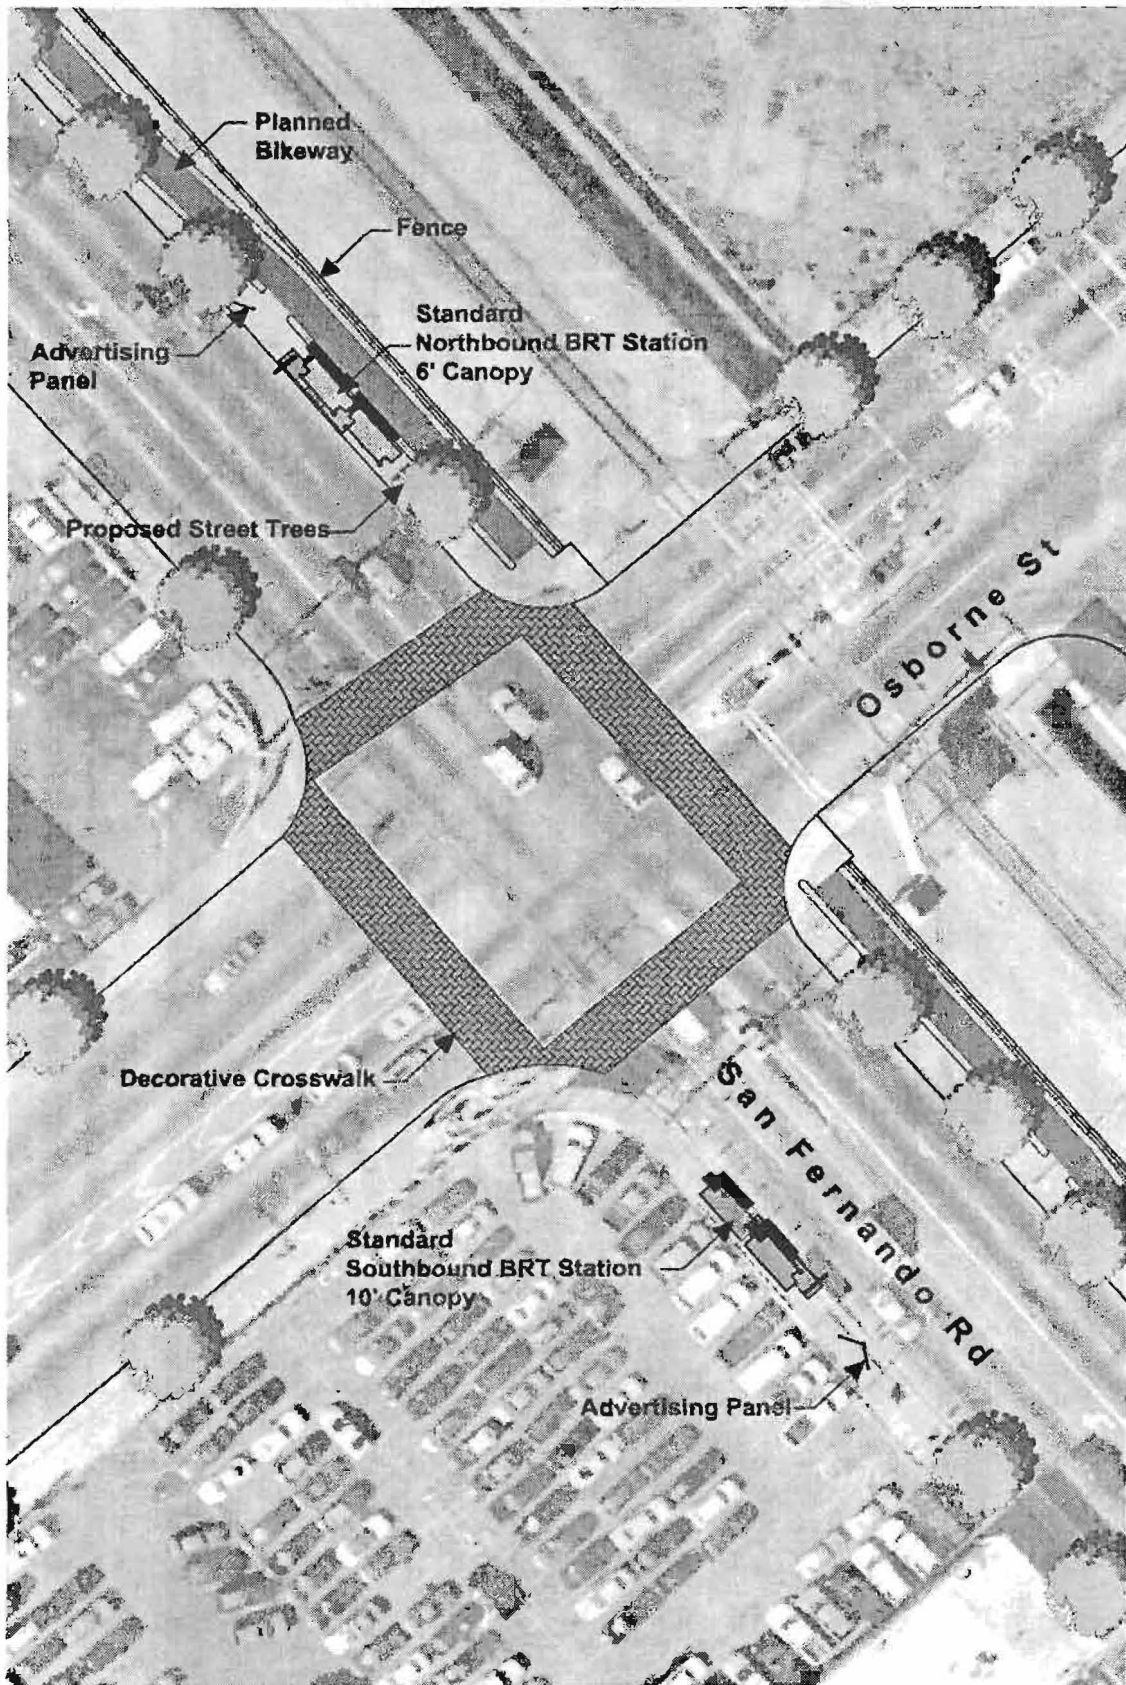 Planned
Bikeway
Fence
Standard
Northbound BRT Station
6' Canopy
Advertising
Panel
Proposed Street Trees
Osborne St
Decorative Crosswalk
San Fernando Rd
Standard
Southbound BRT Station
10' Canopy
Advertising Panel